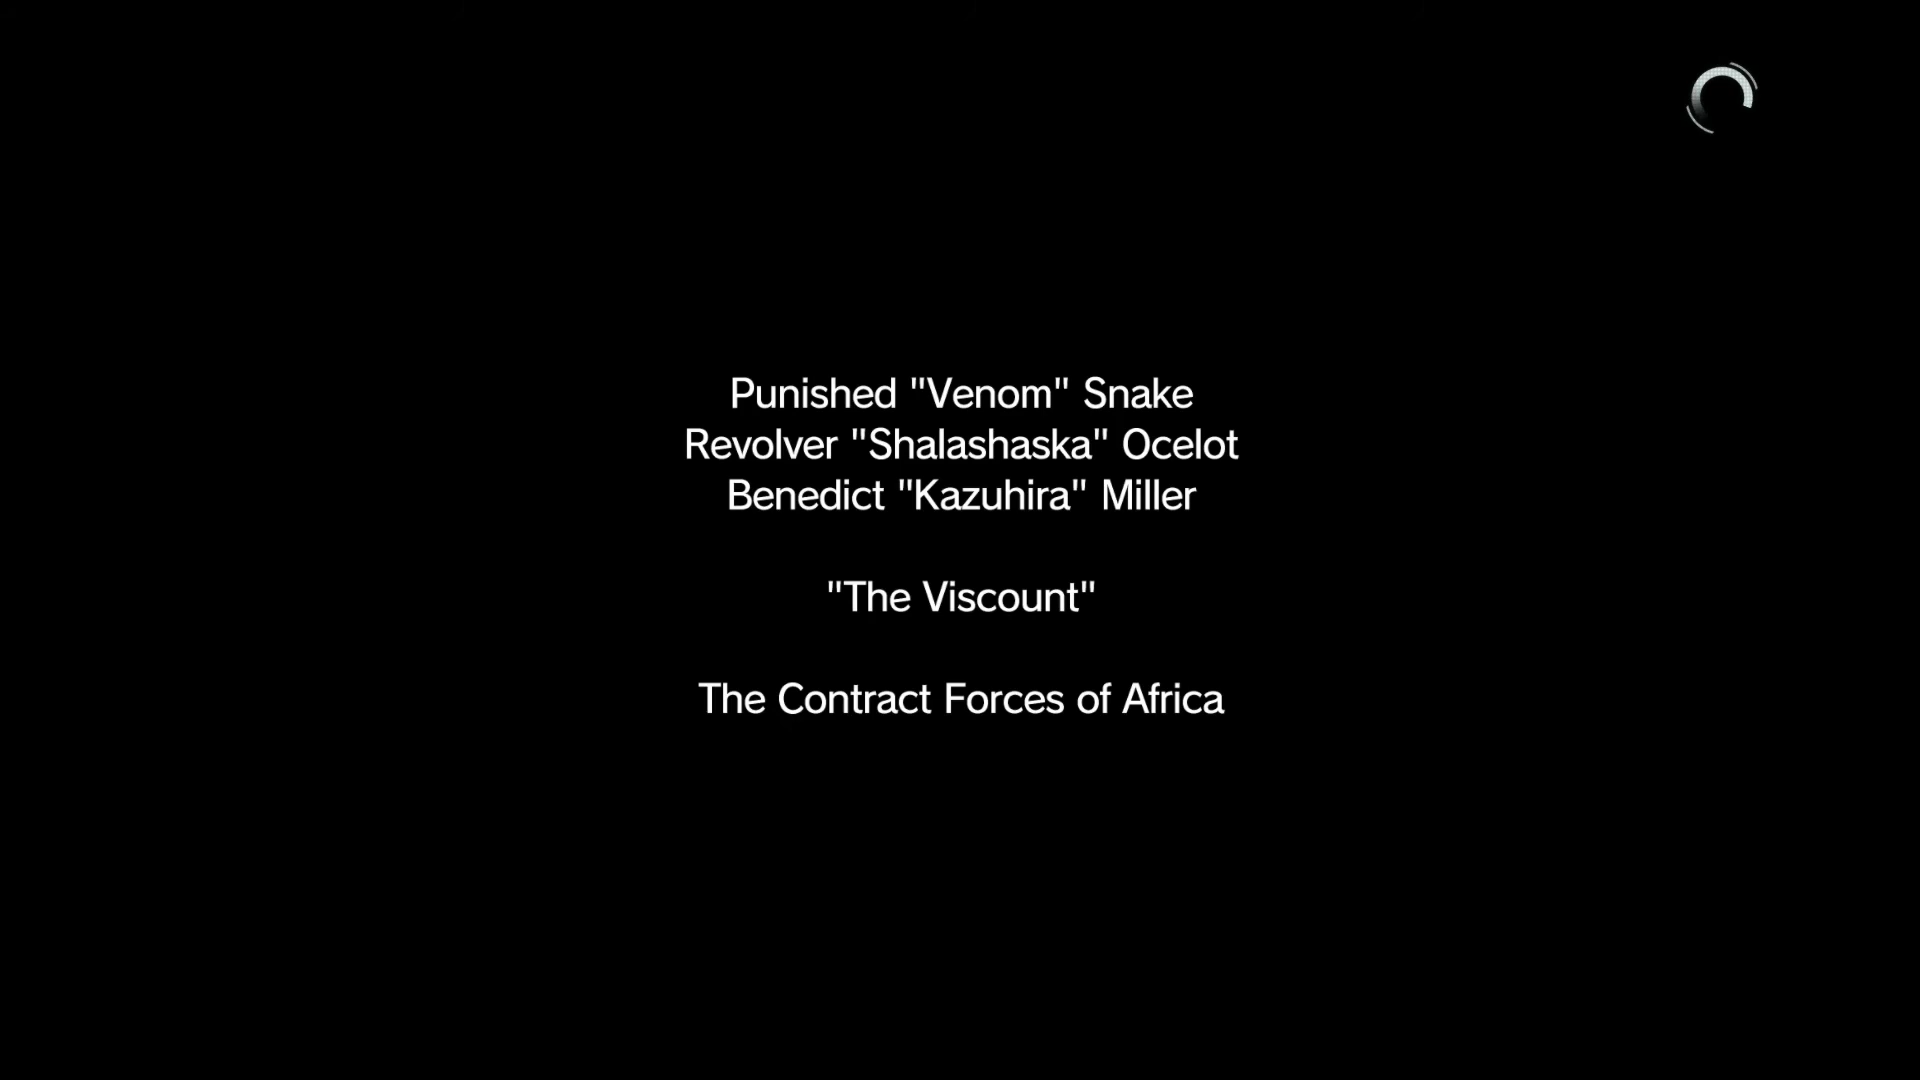 Punished "Venom" Snake
Revolver "Shalashaska" Ocelot
Benedict "Kazuhira" Miller
"The Viscount"
The Contract Forces of Africa